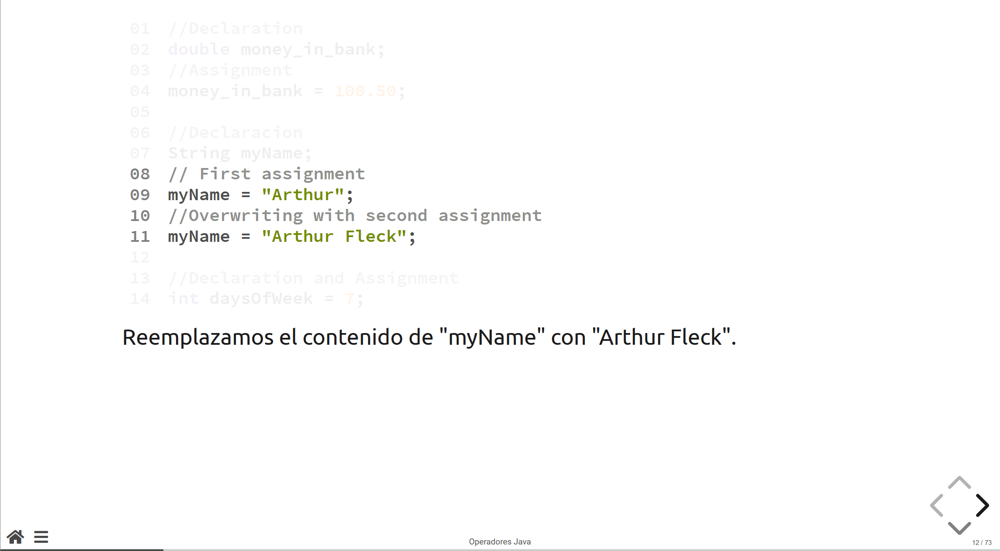 01 //Declaration
02 double money_in_bank;
03 //Assignment
04 money_in_bank = 100.50;
05
06 //Declaracion
07 String myName;
08 // First assignment
09 myName = "Arthur";
10 //Overwriting with second assignment
11 myName = "Arthur Fleck";
12
13 //Declaration and Assignment
14 int daysOfWeek = 7;
Reemplazamos el contenido de "myName" con "Arthur Fleck".
Operadores Java
12 / 73